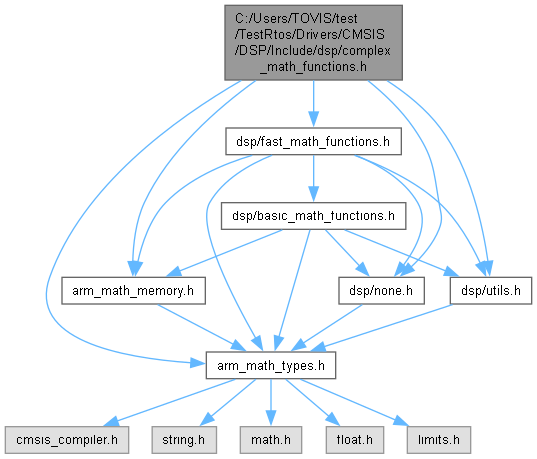 C:/Users/TOVIS/test
/TestRtos/Drivers/CMSIS
/DSP/Include/dsp/complex
_math_functions.h
dsp/fast_math_functions.h
dsp/basic_math_functions.h
arm_math_memory.h
dsp/none.h
dsp/utils.h
arm_math_types.h
cmsis_compiler.h
string.h
math.h
float.h
limits.h